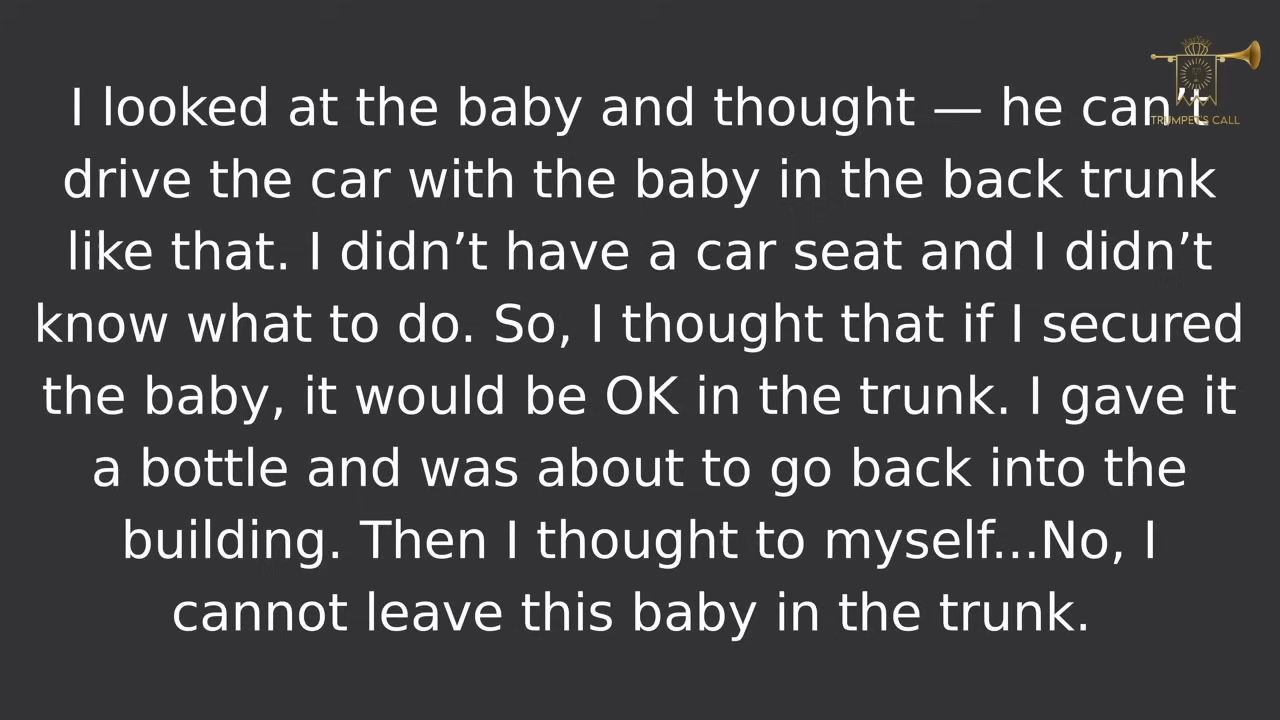 I looked at the baby and thought — he can't
drive the car with the baby in the back trunk
like that. I didn’t have a car seat and I didn’t
know what to do. So, I thought that if I secured
the baby, it would be OK in the trunk. I gave it
a bottle and was about to go back into the
building. Then I thought to myself...No, I
cannot leave this baby in the trunk.
TRUMPET'S CALL